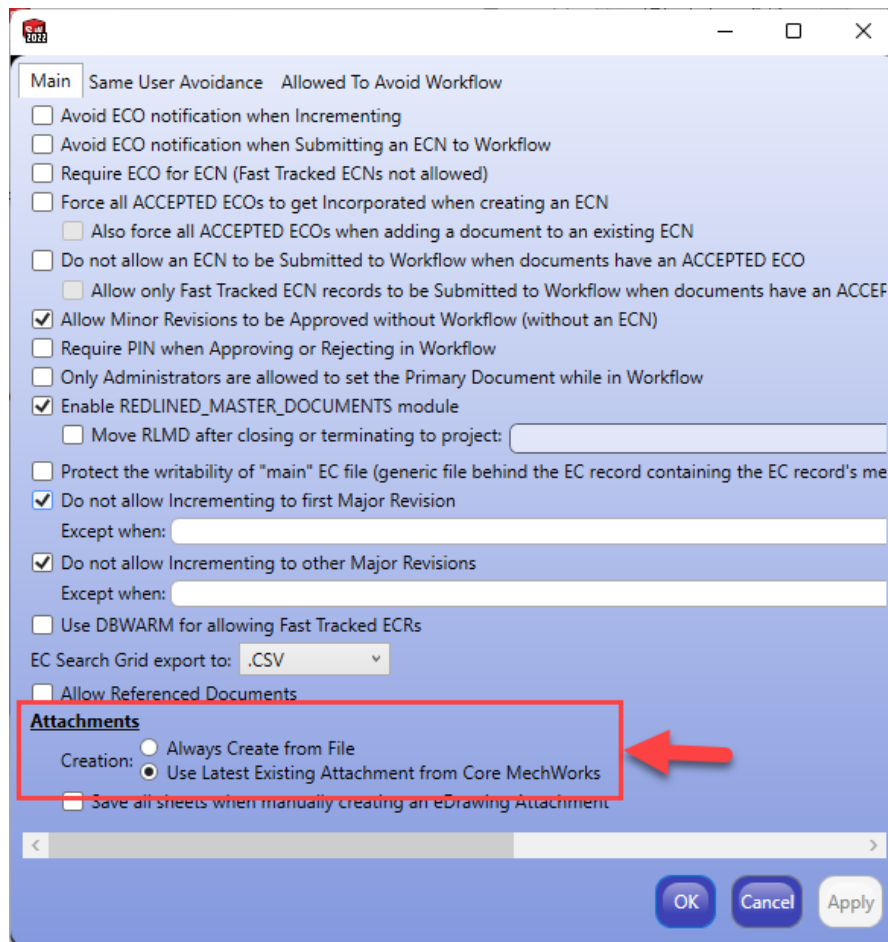 SW
2022
Main Same User Avoidance Allowed To Avoid Workflow
Avoid ECO notification when Incrementing
Avoid ECO notification when Submitting an ECN to Workflow
Require ECO for ECN (Fast Tracked ECNs not allowed)
Force all ACCEPTED ECOs to get Incorporated when creating an ECN
Also force all ACCEPTED ECOs when adding a document to an existing ECN
Do not allow an ECN to be Submitted to Workflow when documents have an ACCEPTED ECO
Allow only Fast Tracked ECN records to be Submitted to Workflow when documents have an ACCEP
Allow Minor Revisions to be Approved without Workflow (without an ECN)
Require PIN when Approving or Rejecting in Workflow
Only Administrators are allowed to set the Primary Document while in Workflow
Enable REDLINED_MASTER_DOCUMENTS module
Move RLMD after closing or terminating to project:
Protect the writability of "main" EC file (generic file behind the EC record containing the EC record's me
Do not allow Incrementing to first Major Revision
Except when:
Do not allow Incrementing to other Major Revisions
Except when:
Use DBWARM for allowing Fast Tracked ECRs
EC Search Grid export to: .CSV
Allow Referenced Documents
Attachments
Creation: Always Create from File
Use Latest Existing Attachment from Core MechWorks
Save all sheets when manually creating an eDrawing Attachment
OK Cancel Apply